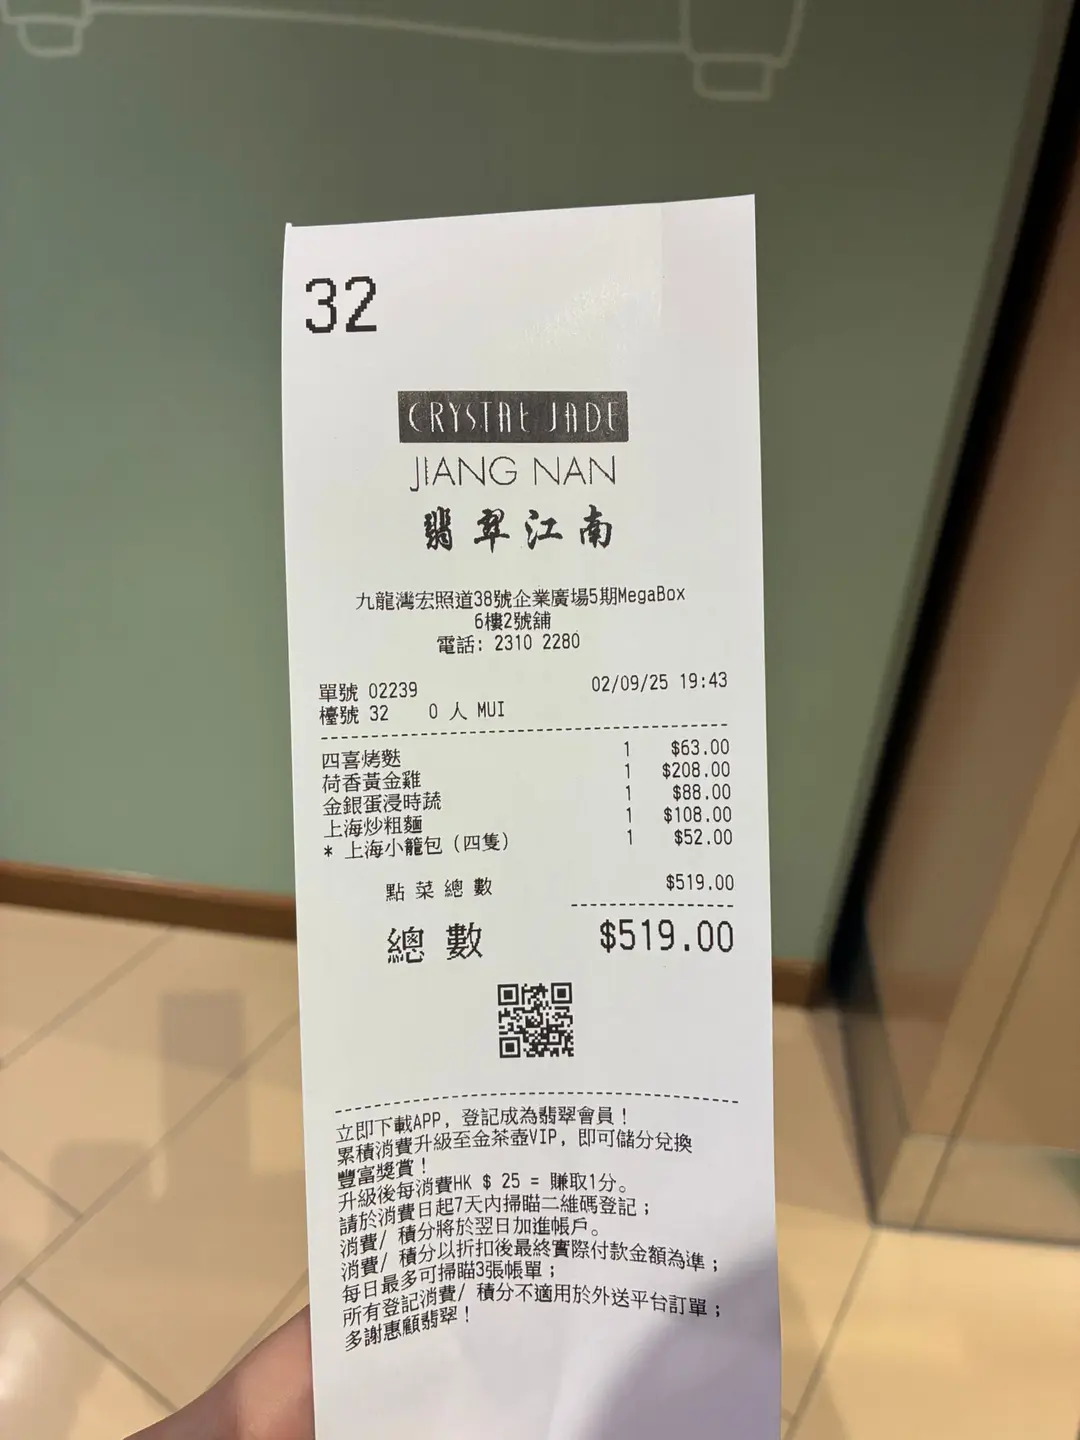 32
CRYSTAL JADE
JIANG NAN
翡翠江南
九龍灣宏照道38號企業廣場5期MegaBox
6樓2號舖
電話: 2310 2280
單號 02239 02/09/25 19:43
檯號 32 0 人 MUI
四喜烤麩 1 $63.00
荷香黃金雞 1 $208.00
金銀蛋浸時蔬 1 $88.00
上海炒粗麵 1 $108.00
* 上海小籠包 (四隻) 1 $52.00
點菜總數 $519.00
總數 $519.00
立即下載APP, 登記成為翡翠會員!
累積消費升級至金茶壺VIP, 即可儲分兌換
豐富獎賞!
升級後每消費HK $ 25 = 賺取1分。
請於消費日起7天內掃瞄二維碼登記;
消費/ 積分將於翌日加進帳戶。
消費/ 積分以折扣後最終實際付款金額為準;
每日最多可掃瞄3張帳單;
所有登記消費/ 積分不適用於外送平台訂單;
多謝惠顧翡翠!